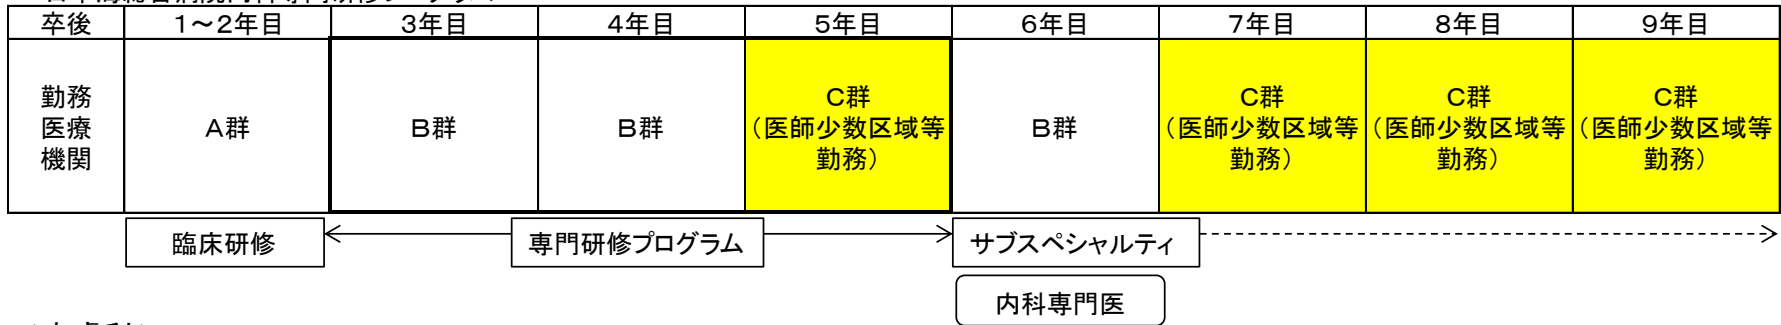 卒後 1～2年目 3年目 4年目 5年目 6年目 7年目 8年目 9年目
勤務
医療
機関
A群
B群
B群
C群
(医師少数区域等
勤務)
B群
C群
(医師少数区域等
勤務)
C群
(医師少数区域等
勤務)
C群
(医師少数区域等
勤務)
臨床研修
専門研修プログラム
サブスペシャルティ
内科専門医